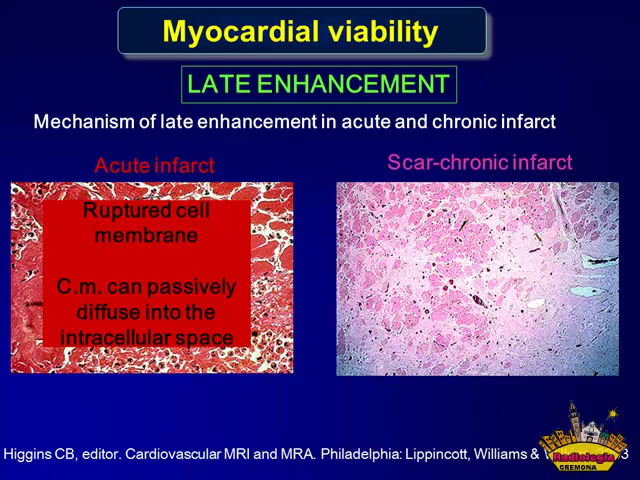 Myocardial viability
LATE ENHANCEMENT
Mechanism of late enhancement in acute and chronic infarct
Acute infarct
Scar-chronic infarct
Ruptured cell
membrane
C.m. can passively
diffuse into the
intracellular space
Higgins CB, editor. Cardiovascular MRI and MRA. Philadelphia: Lippincott, Williams & 3
Radiologia
CREMONA